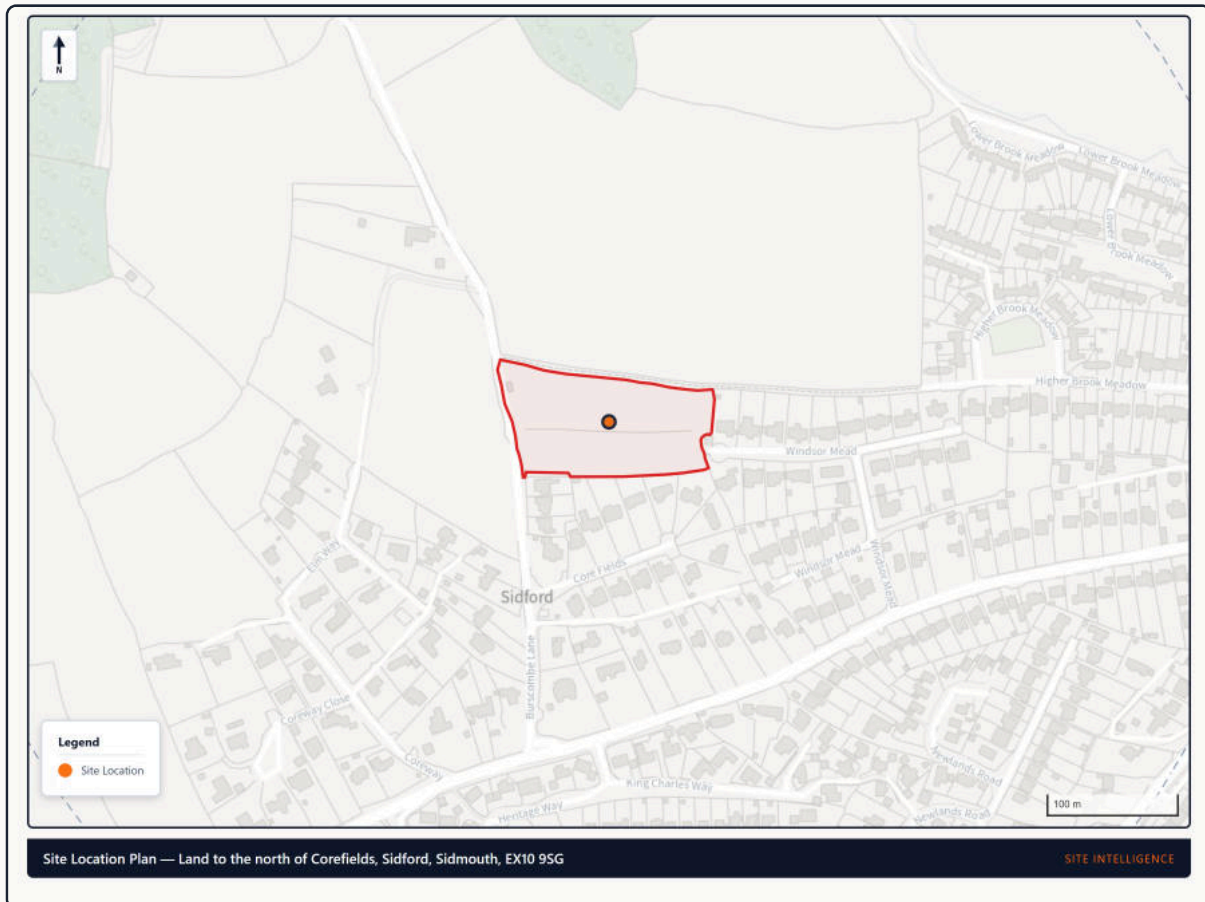 N
Lower Brook Meadow
Lower Brook Meadow
Lower Brook Meadow
Higher Brook Meadow
Higher Brook Meadow
Windsor Mead
Elm Way
Core Fields
Windsor Mead
Windsor Mead
Sidford
Burscombe Lane
Coreway Close
Coreway
King Charles Way
Heritage Way
Newlands Road
Newlands Road
Legend
Site Location
100 m
Site Location Plan — Land to the north of Corefields, Sidford, Sidmouth, EX10 9SG
SITE INTELLIGENCE